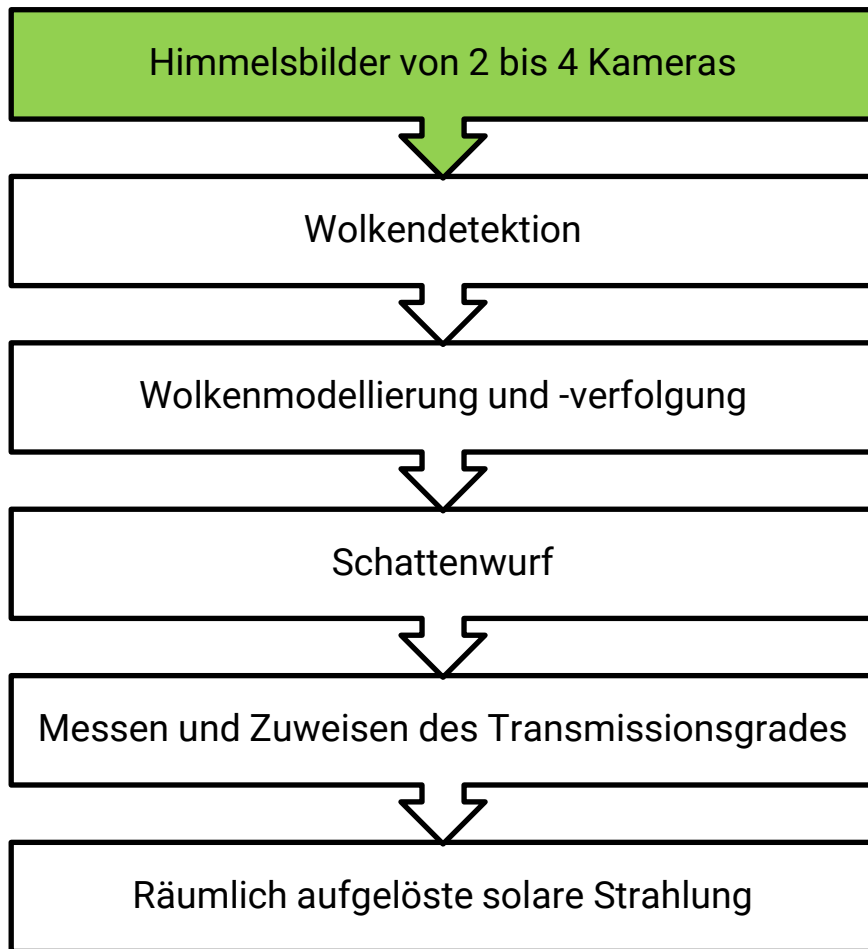 Himmelsbilder von 2 bis 4 Kameras
Wolkendetektion
Wolkenmodellierung und -verfolgung
Schattenwurf
Messen und Zuweisen des Transmissionsgrades
Räumlich aufgelöste solare Strahlung